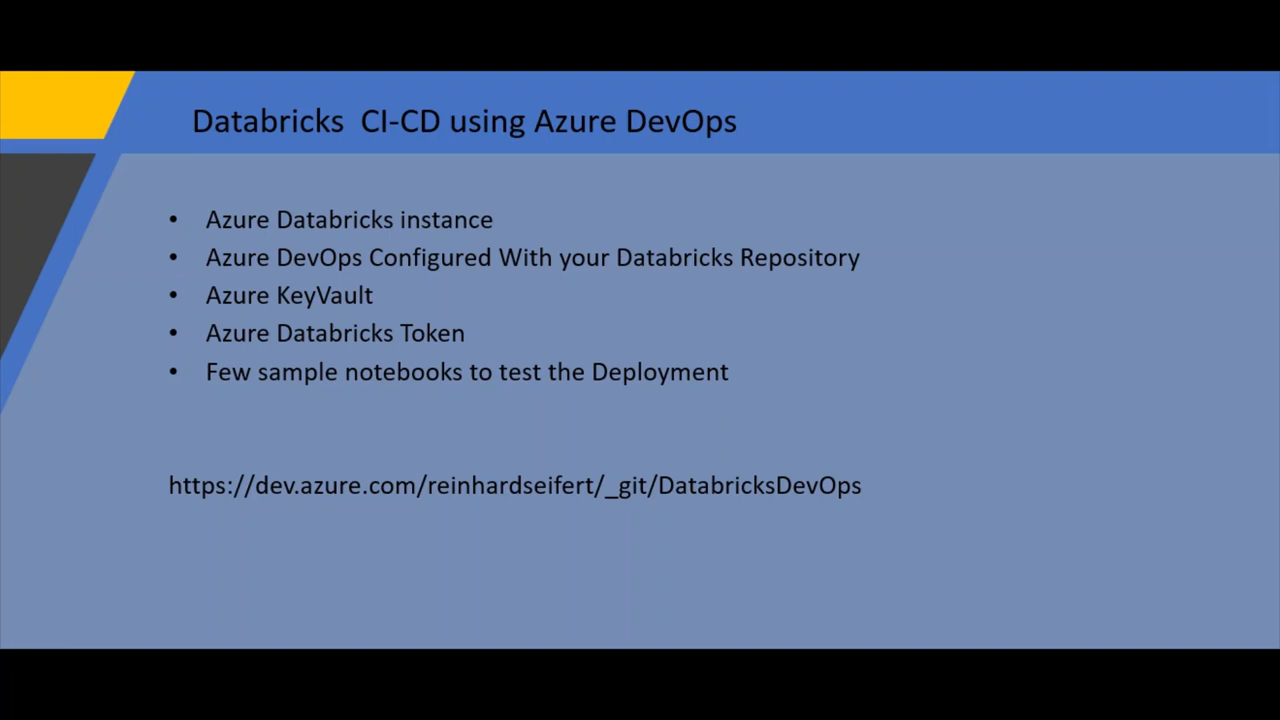 Databricks  CI-CD using Azure DevOps
• Azure Databricks instance
• Azure DevOps Configured With your Databricks Repository
• Azure KeyVault
• Azure Databricks Token
• Few sample notebooks to test the Deployment
https://dev.azure.com/reinhardseifert/_git/DatabricksDevOps